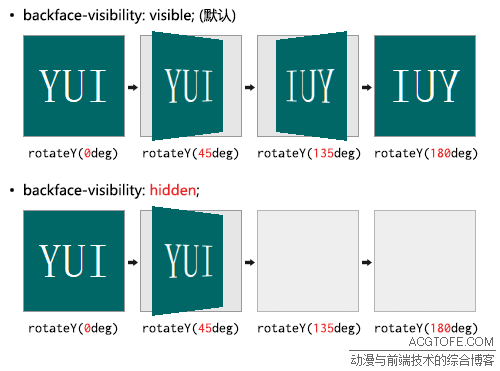 • backface-visibility: visible; (默认)
YUI YUI IUY IUY
rotateY(0deg) rotateY(45deg) rotateY(135deg) rotateY(180deg)
• backface-visibility: hidden;
YUI YUI
rotateY(0deg) rotateY(45deg) rotateY(135deg) rotateY(180deg)
ACGTOFE.COM
动漫与前端技术的综合博客